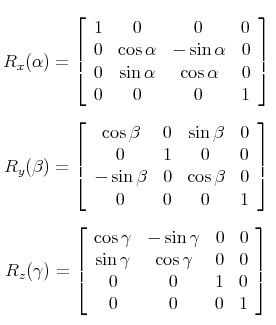 R_x(α) = [ 1 0 0 0
0 cos α − sin α 0
0 sin α cos α 0
0 0 0 1 ]
R_y(β) = [ cos β 0 sin β 0
0 1 0 0
− sin β 0 cos β 0
0 0 0 1 ]
R_z(γ) = [ cos γ − sin γ 0 0
sin γ cos γ 0 0
0 0 1 0
0 0 0 1 ]